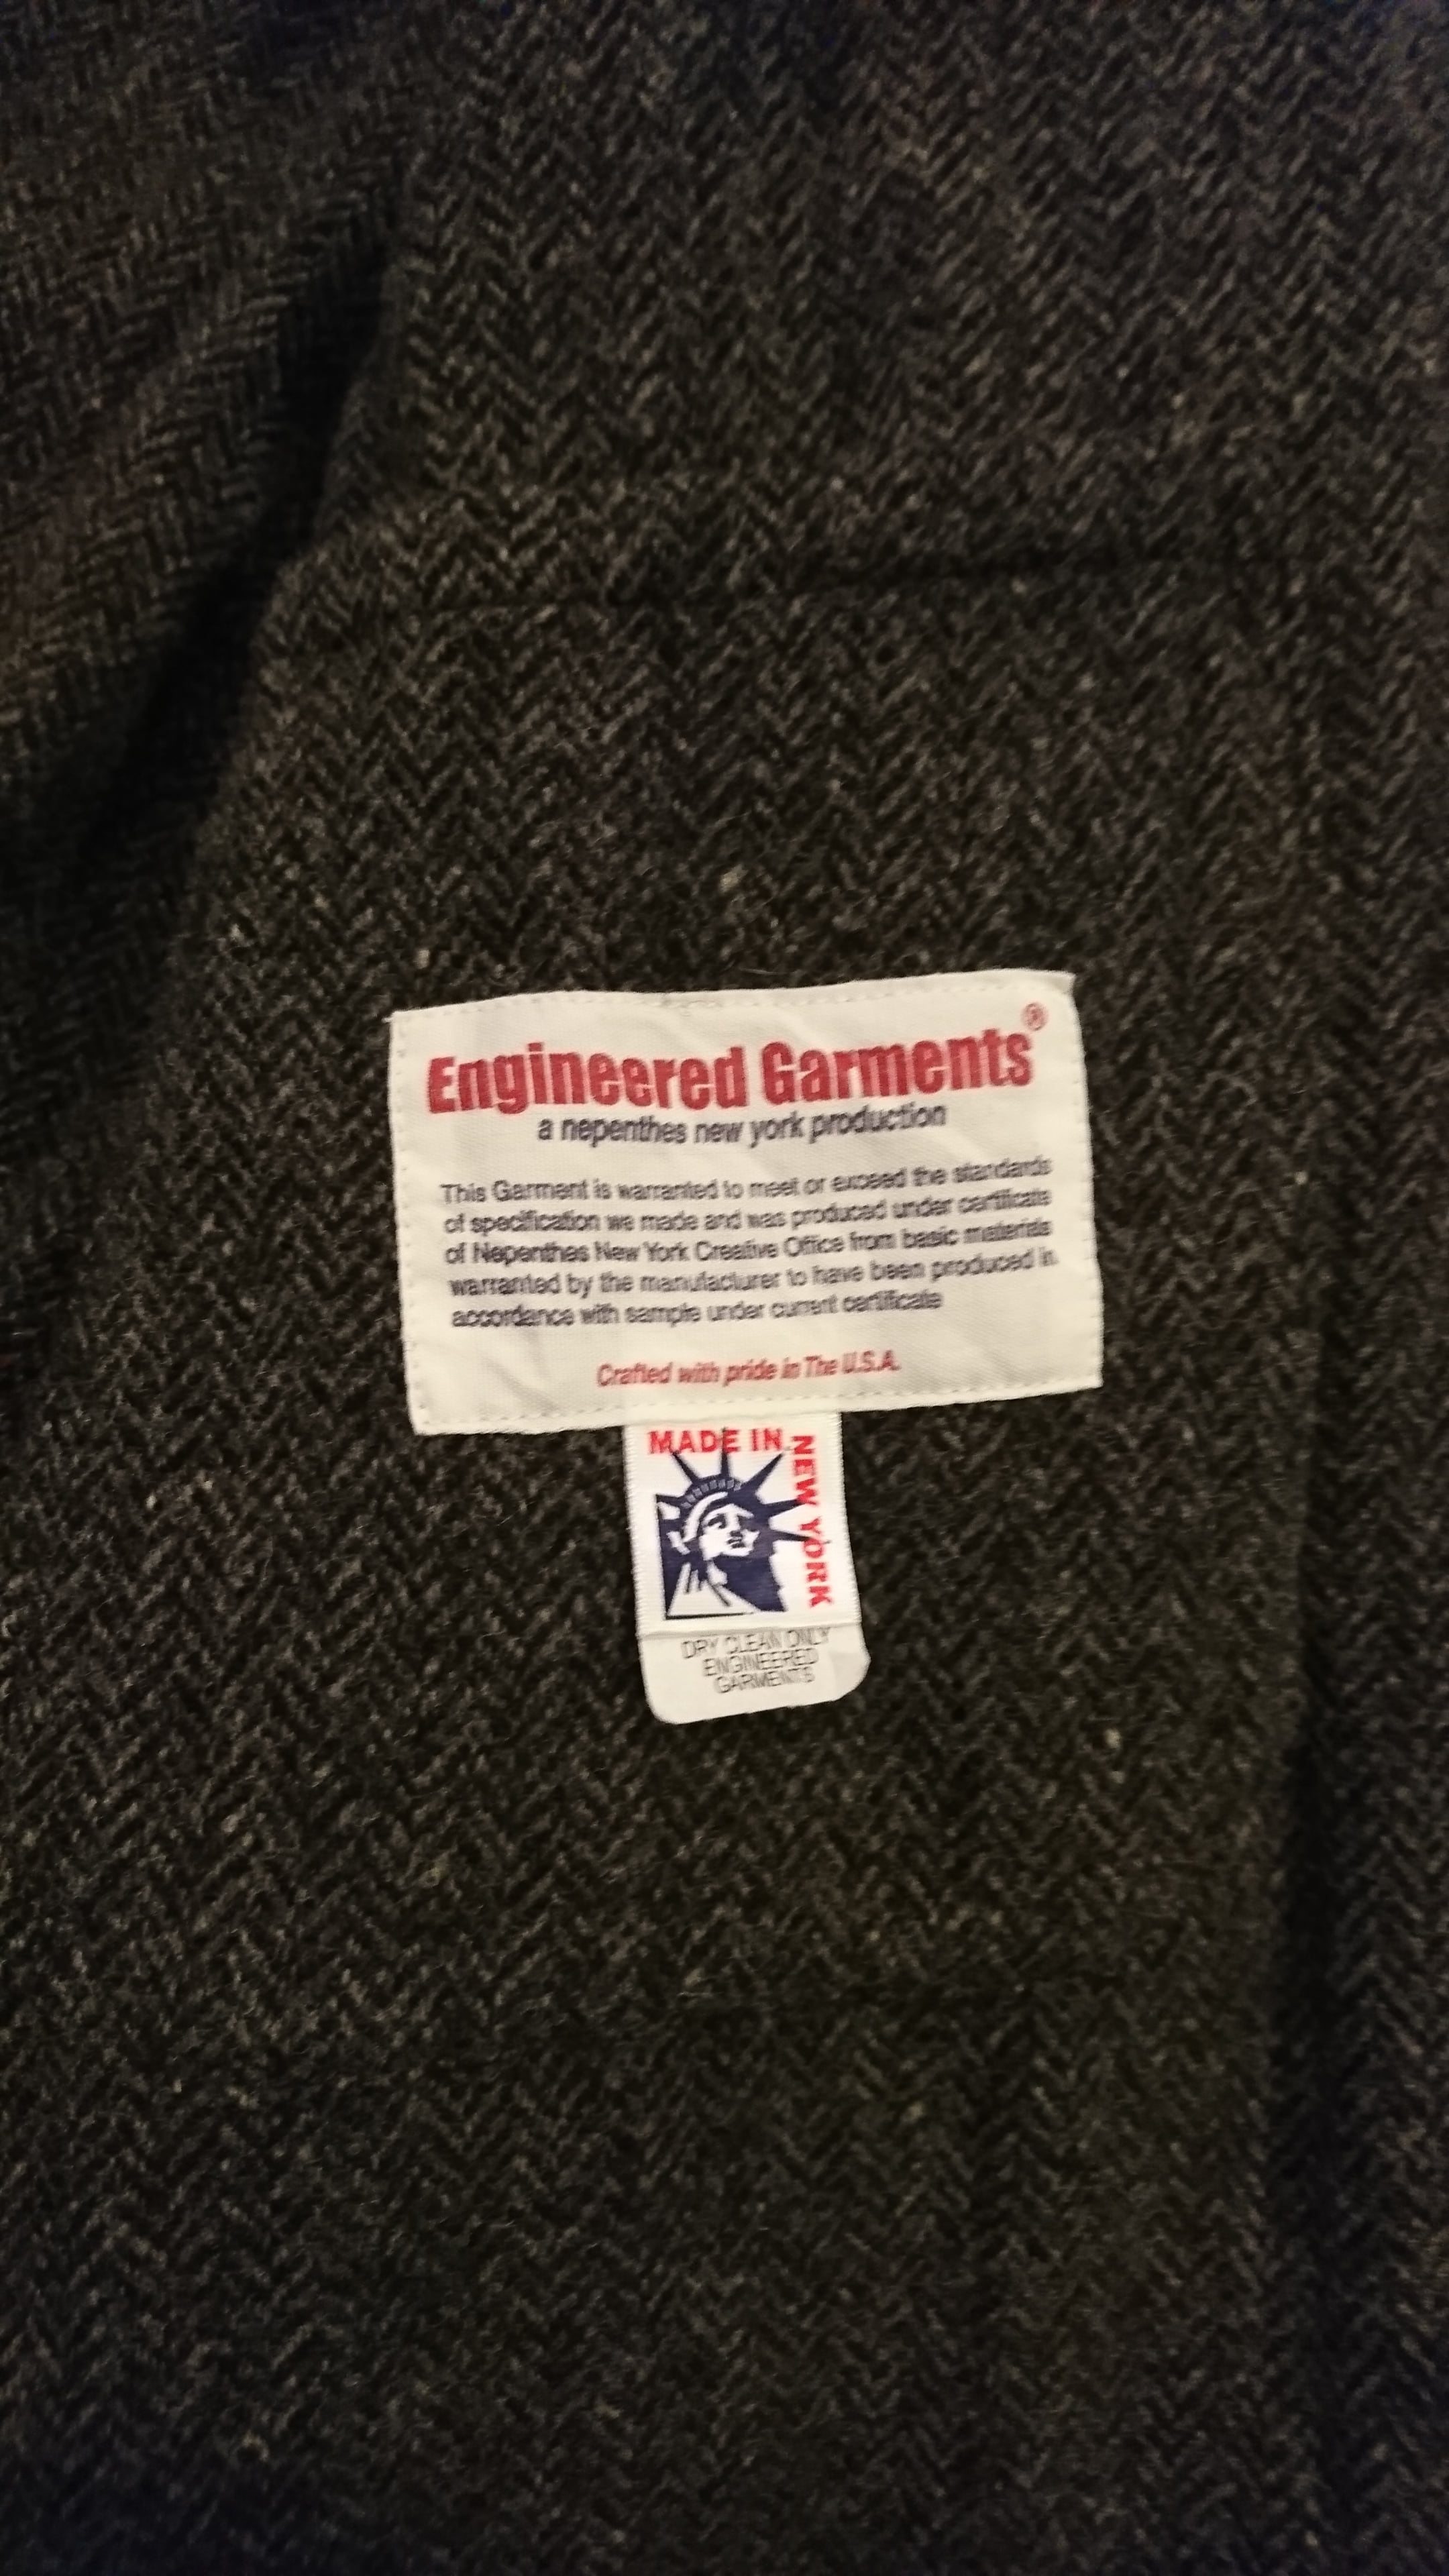 Engineered Garments®
a nepenthes new york production
This Garment is warranted to meet or exceed the standards
of specification we made and was produced under certificate
of Nepenthes New York Creative Office from basic materials
warranted by the manufacturer to have been produced in
accordance with sample under current certificate
Crafted with pride in The U.S.A.
MADE IN
NEW YORK
DRY CLEAN ONLY
ENGINEERED
GARMENTS